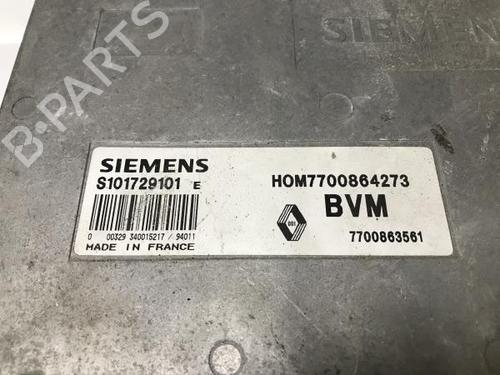 SIEMENS
B-PARTS
SIEMENS
S101729101 E
HOM7700864273
BVM
0 00329 340015217 / 94011
7700863561
MADE IN FRANCE